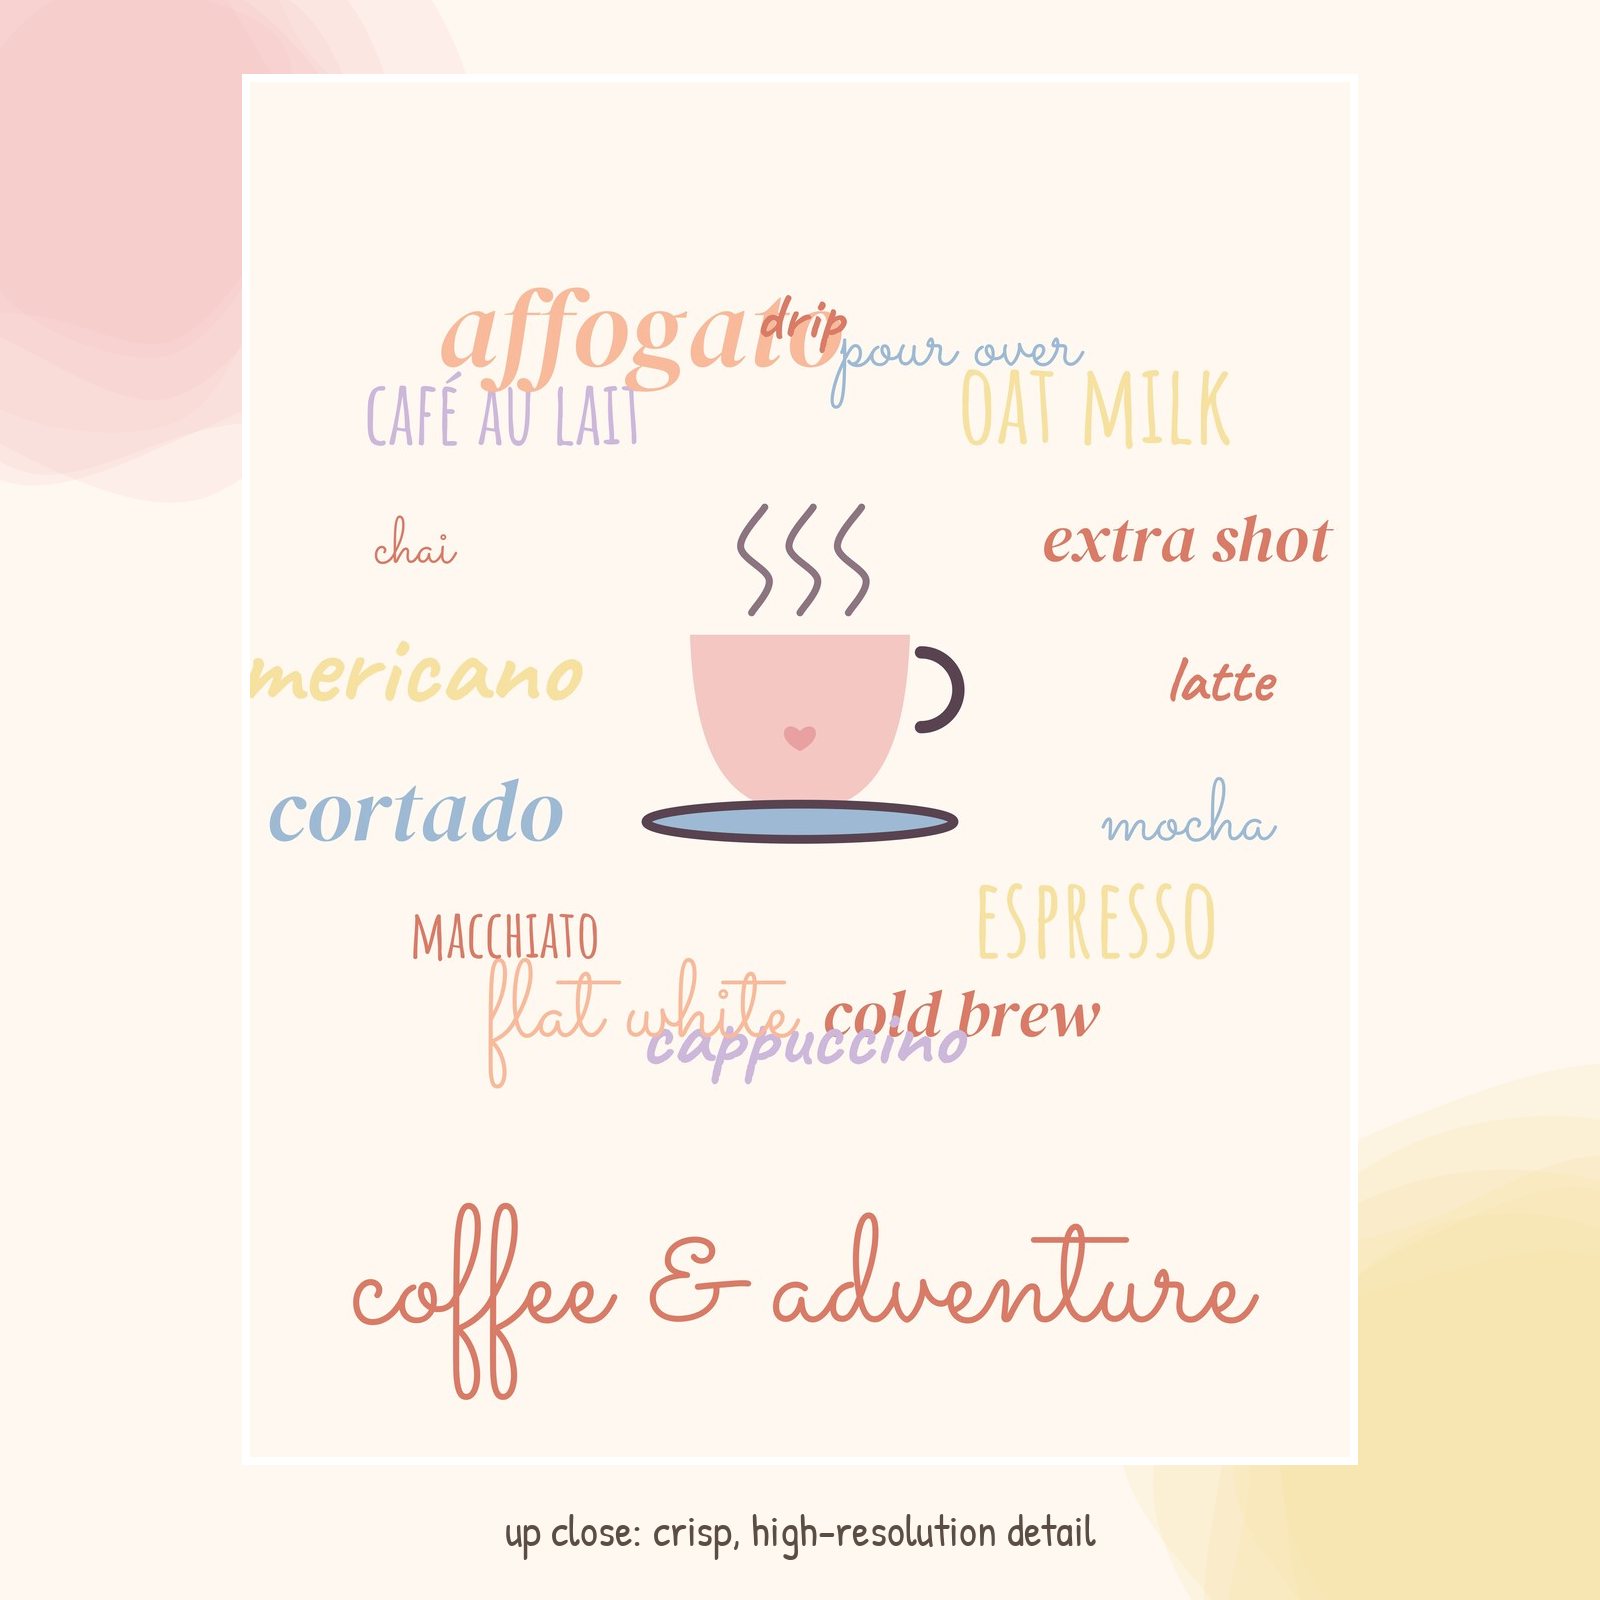 affogato
drip
pour over
CAFÉ AU LAIT
OAT MILK
chai
extra shot
mericano
latte
cortado
mocha
MACCHIATO
ESPRESSO
flat white
cold brew
cappuccino
coffee & adventure
up close: crisp, high-resolution detail